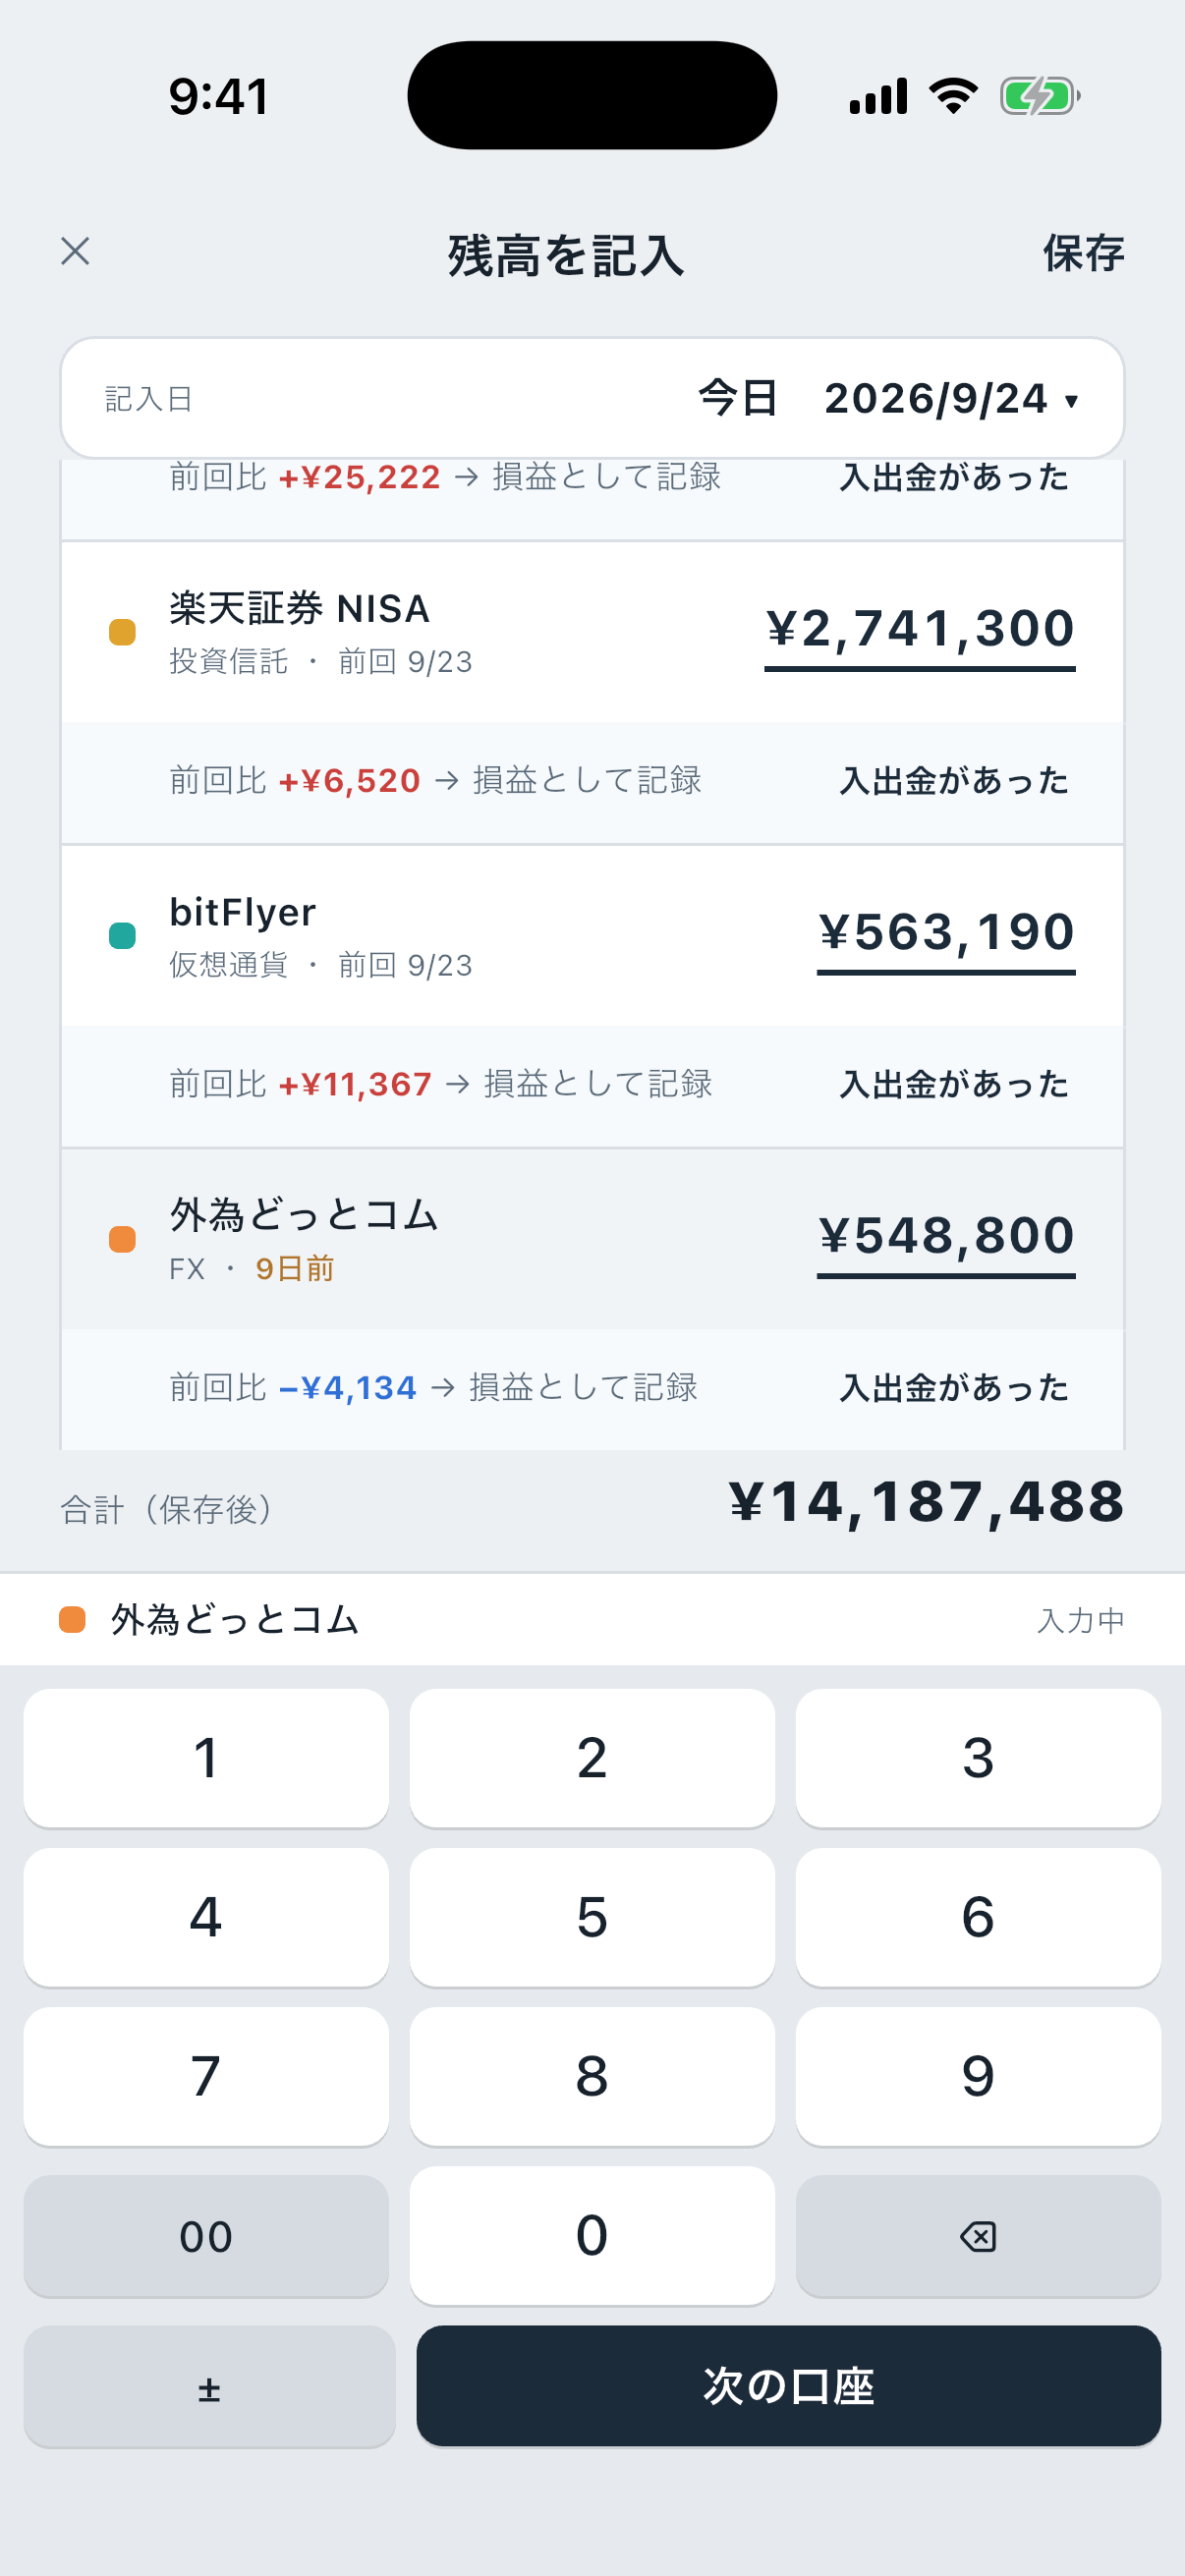 9:41
残高を記入
保存
記入日 今日 2026/9/24 ▾
前回比 +¥25,222 → 損益として記録 入出金があった
楽天証券 NISA
¥2,741,300
投資信託 ・ 前回 9/23
前回比 +¥6,520 → 損益として記録 入出金があった
bitFlyer
¥563,190
仮想通貨 ・ 前回 9/23
前回比 +¥11,367 → 損益として記録 入出金があった
外為どっとコム
¥548,800
FX ・ 9日前
前回比 −¥4,134 → 損益として記録 入出金があった
合計（保存後） ¥14,187,488
外為どっとコム 入力中
1 2 3
4 5 6
7 8 9
00 0
± 次の口座